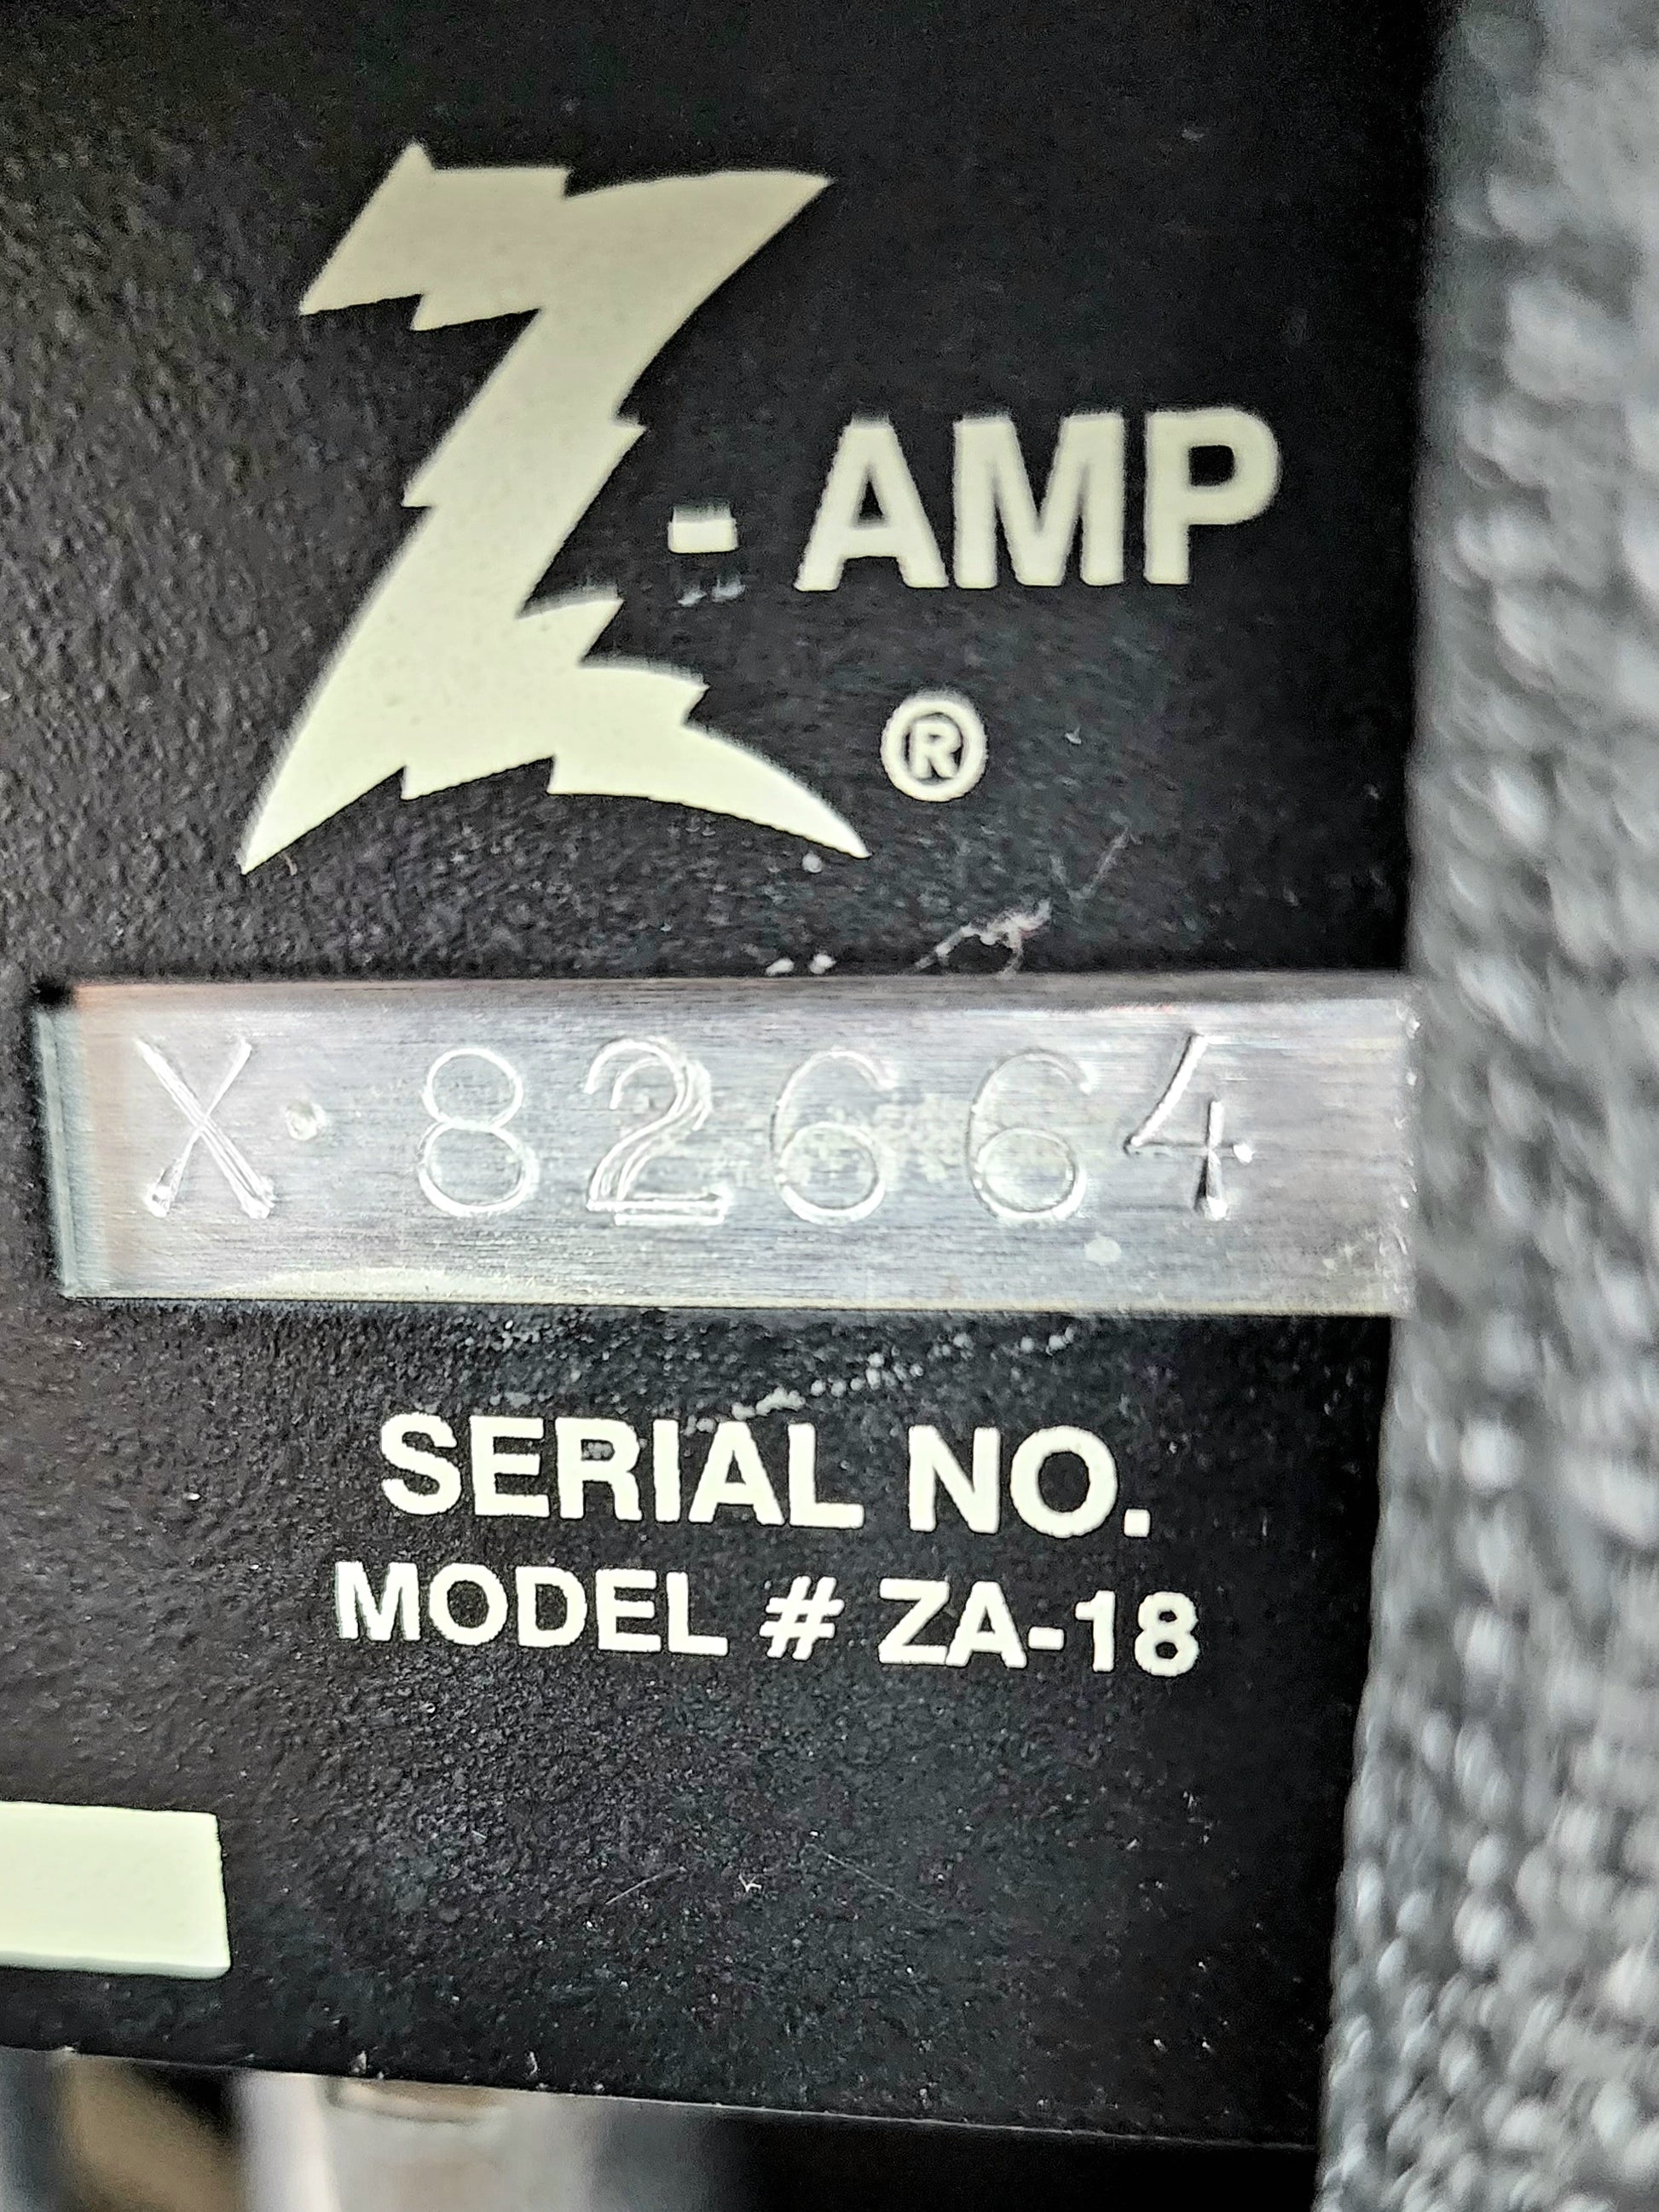 Z-AMP
®
X·82664
SERIAL NO.
MODEL # ZA-18